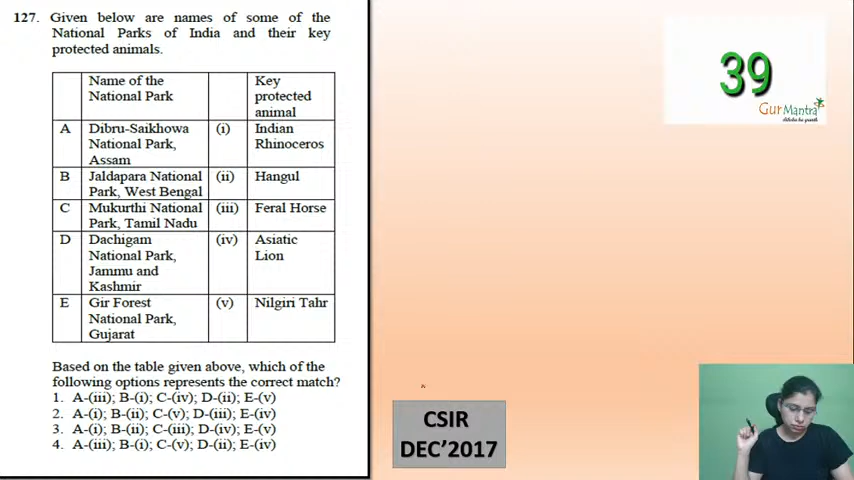 127. Given below are names of some of the
National Parks of India and their key
protected animals.
Name of the
National Park
Key
protected
animal
A Dibru-Saikhowa
National Park,
Assam
(i) Indian
Rhinoceros
B Jaldapara National
Park, West Bengal
(ii) Hangul
C Mukurthi National
Park, Tamil Nadu
(iii) Feral Horse
D Dachigam
National Park,
Jammu and
Kashmir
(iv) Asiatic
Lion
E Gir Forest
National Park,
Gujarat
(v) Nilgiri Tahr
Based on the table given above, which of the
following options represents the correct match?
1. A-(iii); B-(i); C-(iv); D-(ii); E-(v)
2. A-(i); B-(ii); C-(v); D-(iii); E-(iv)
3. A-(i); B-(ii); C-(iii); D-(iv); E-(v)
4. A-(iii); B-(i); C-(v); D-(ii); E-(iv)
39
GurMantra
CSIR
DEC'2017